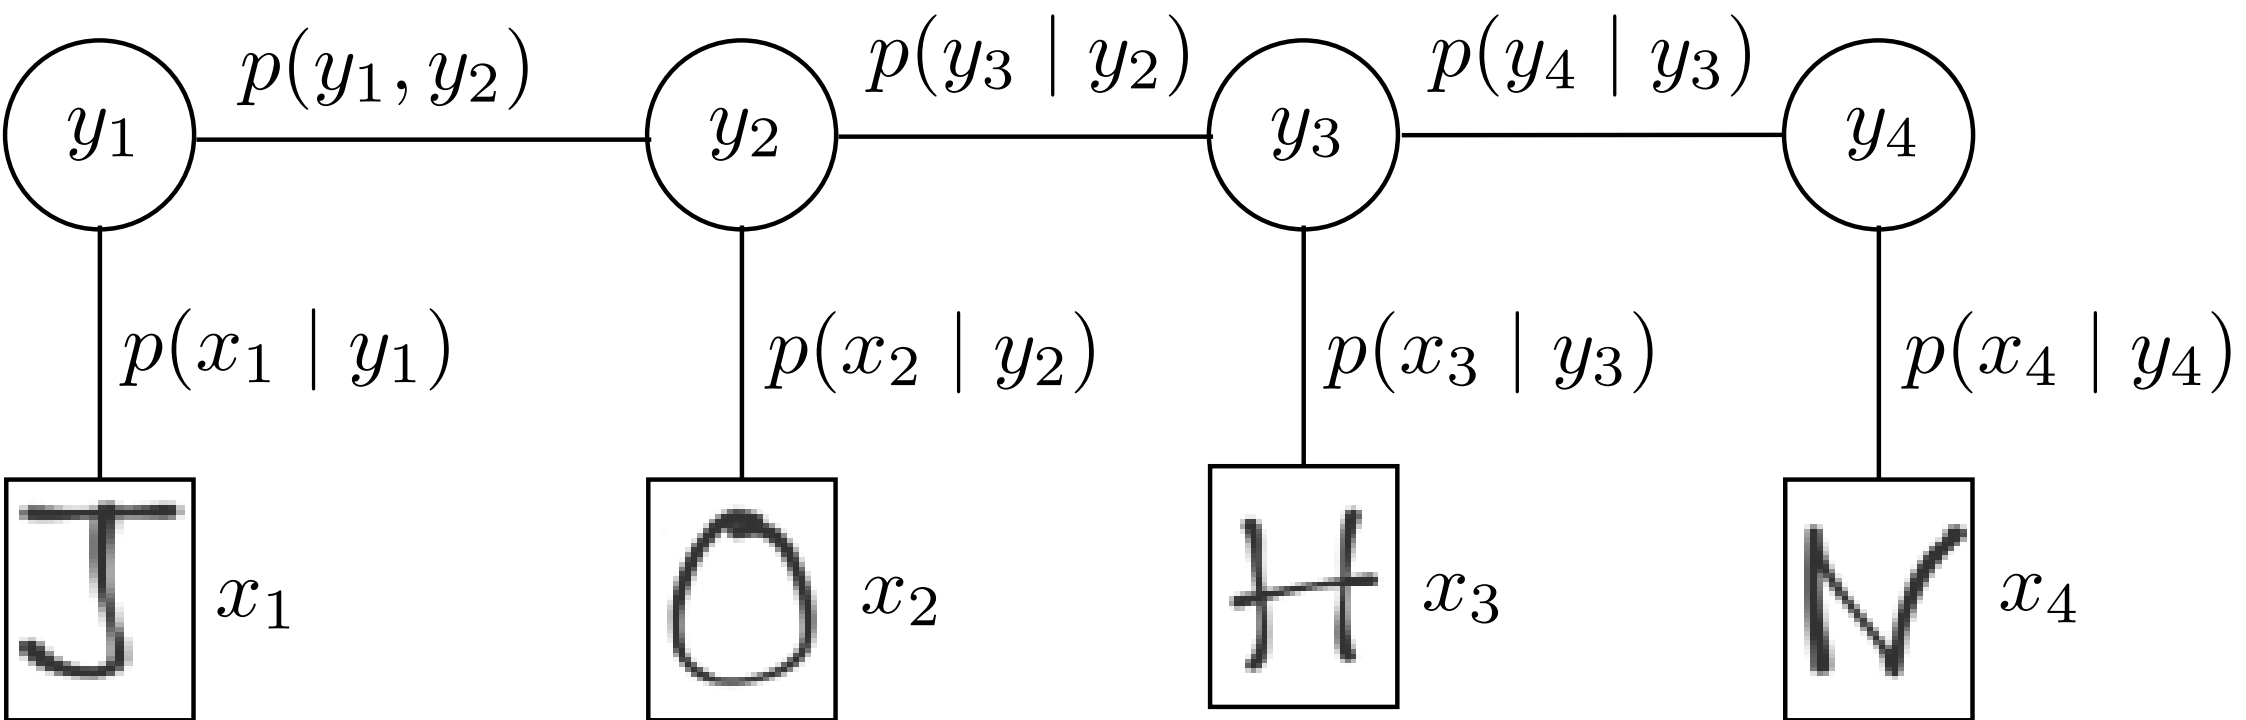 y₁ p(y₁, y₂) y₂ p(y₃ | y₂) y₃ p(y₄ | y₃) y₄
p(x₁ | y₁) p(x₂ | y₂) p(x₃ | y₃) p(x₄ | y₄)
J x₁ O x₂ H x₃ N x₄